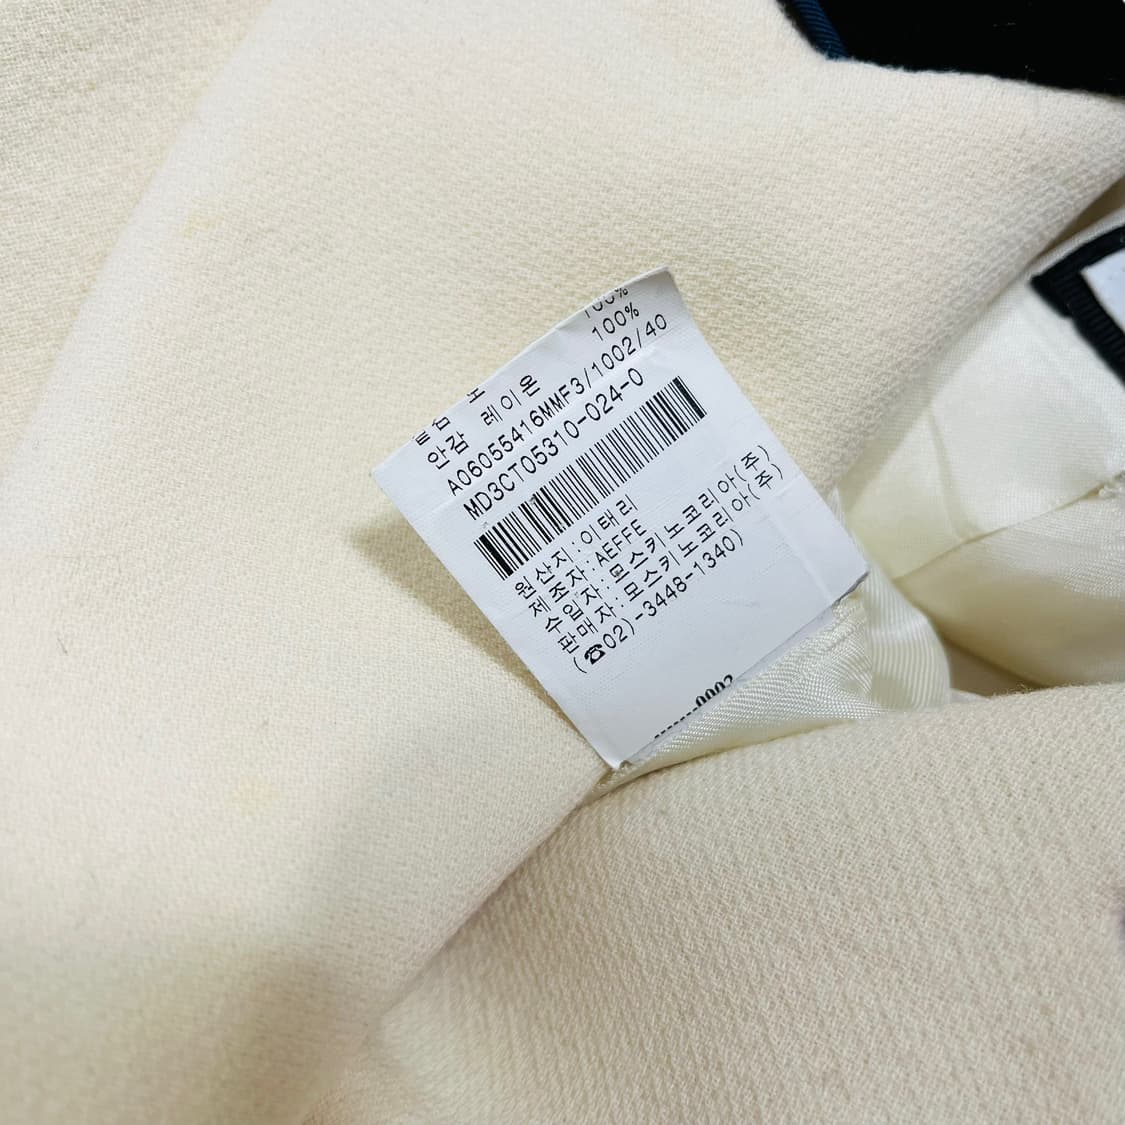 100%
100%
안감 레이온
A06055416MMF3/1002/40
MD3CT05310-024-0
원산지:이태리
제조자:AEFFE
수입자:모스키노코리아(주)
판매자:모스키노코리아(주)
(☎02)-3448-1340)